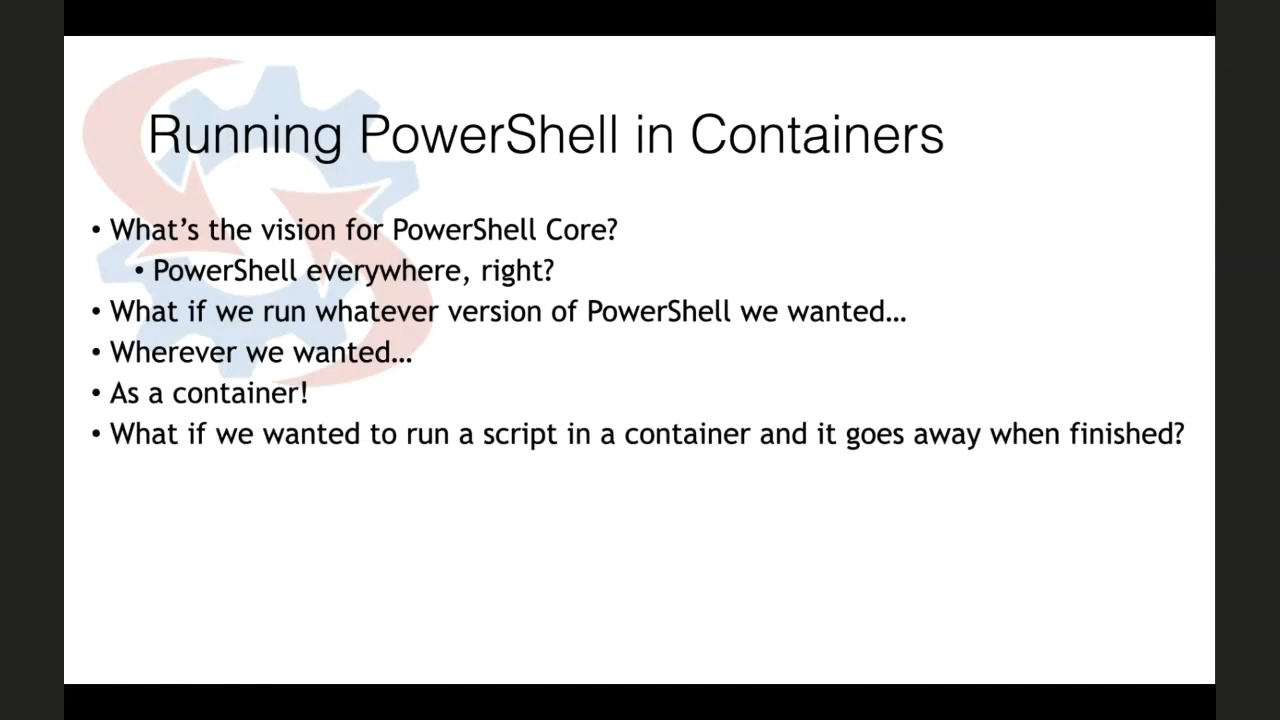 Running PowerShell in Containers
• What’s the vision for PowerShell Core?
• PowerShell everywhere, right?
• What if we run whatever version of PowerShell we wanted…
• Wherever we wanted…
• As a container!
• What if we wanted to run a script in a container and it goes away when finished?